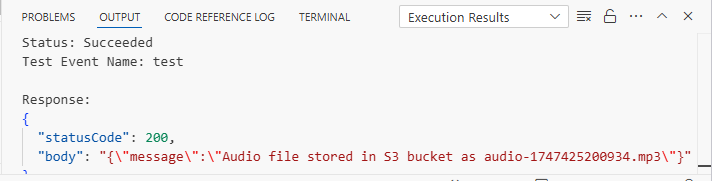 PROBLEMS OUTPUT CODE REFERENCE LOG TERMINAL Execution Results
Status: Succeeded
Test Event Name: test
Response:
{
"statusCode": 200,
"body": "{\"message\":\"Audio file stored in S3 bucket as audio-1747425200934.mp3\"}"
}